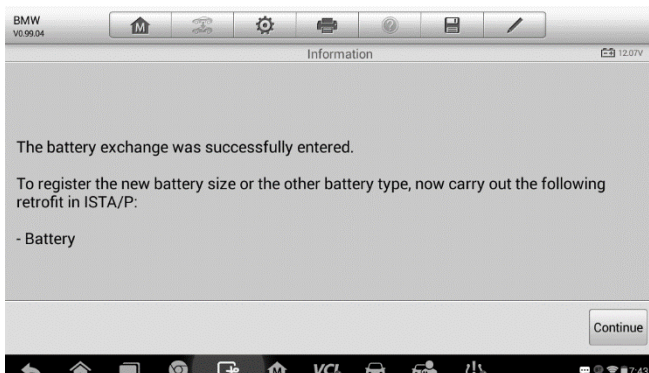 BMW
V0.99.04
M
Information
12.07V
The battery exchange was successfully entered.
To register the new battery size or the other battery type, now carry out the following
retrofit in ISTA/P:
- Battery
Continue
VCI
7:43